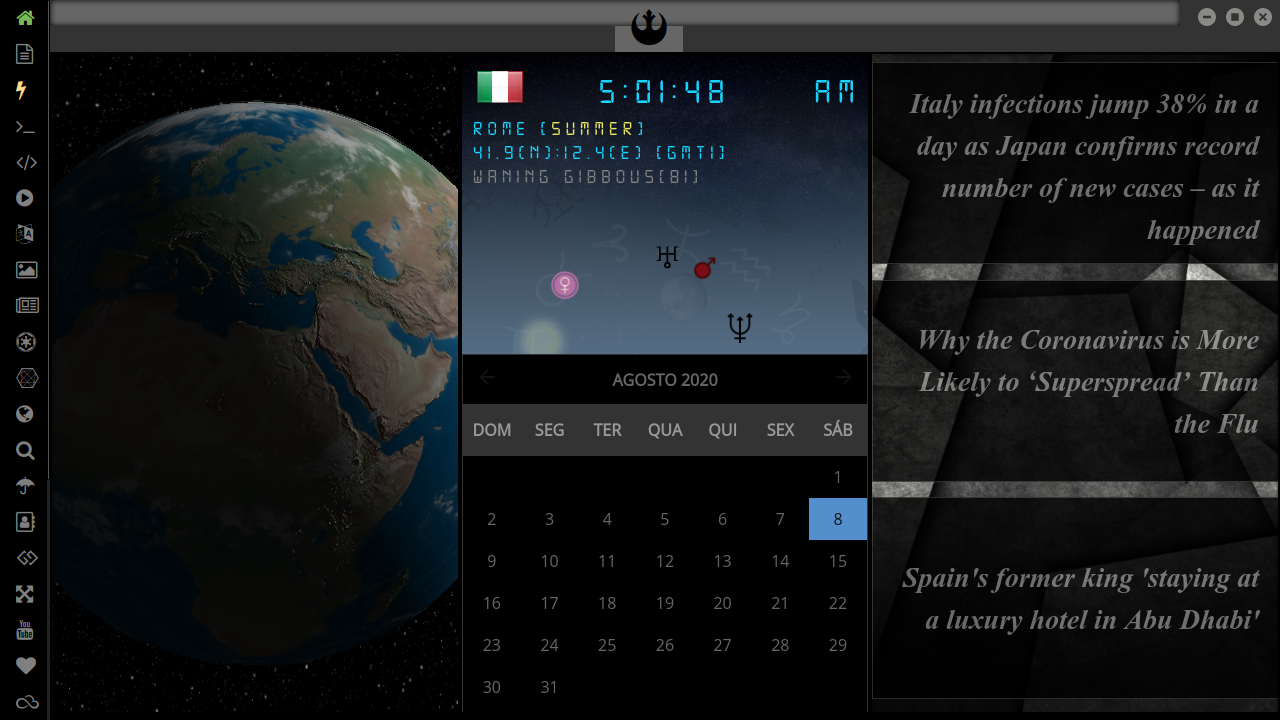 5:01:48 AM
ROME (SUMMER)
41.9(N):12.4(E) (GMT1)
WANING GIBBOUS(81)
AGOSTO 2020
DOM SEG TER QUA QUI SEX SÁB
1
2 3 4 5 6 7 8
9 10 11 12 13 14 15
16 17 18 19 20 21 22
23 24 25 26 27 28 29
30 31
Italy infections jump 38% in a
day as Japan confirms record
number of new cases – as it
happened
Why the Coronavirus is More
Likely to ‘Superspread’ Than
the Flu
Spain's former king 'staying at
a luxury hotel in Abu Dhabi'
You
Tube